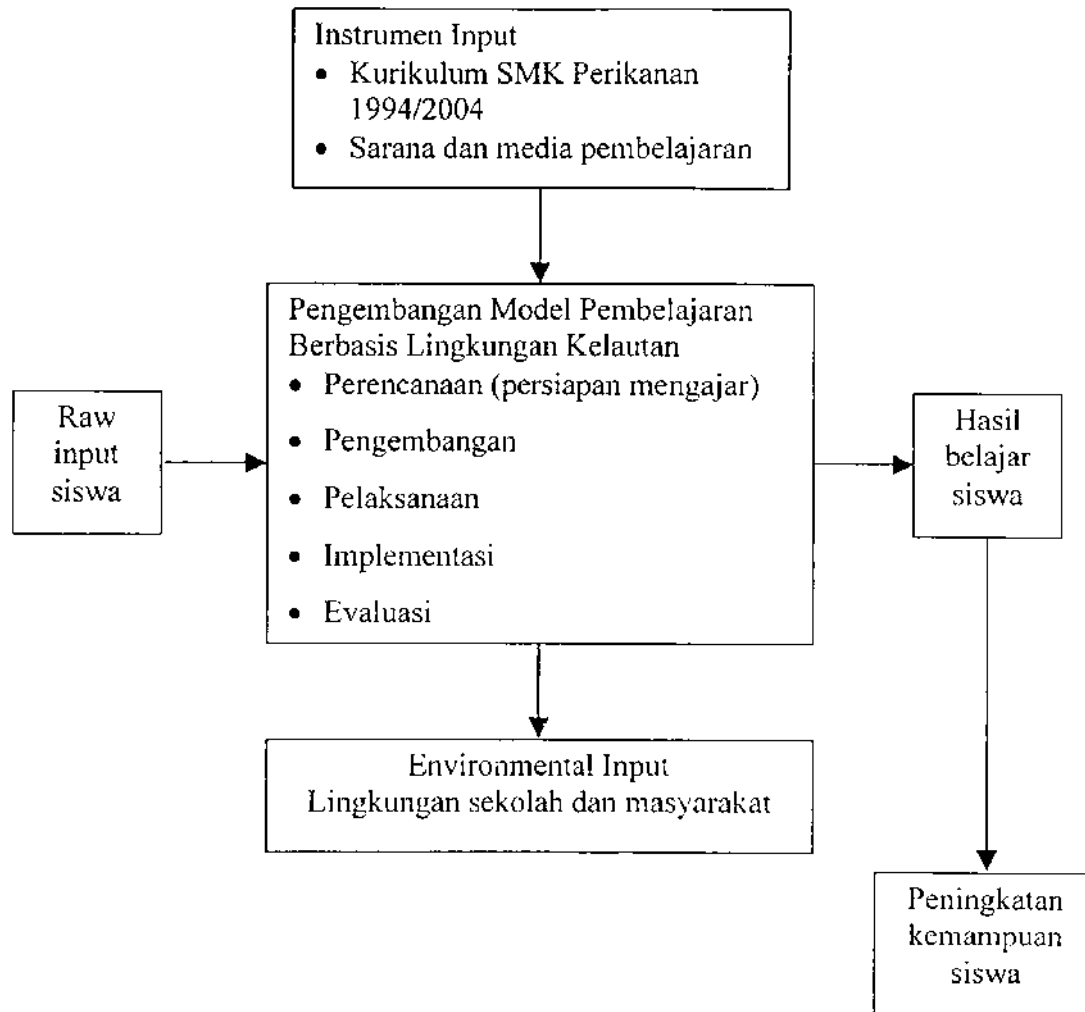 Instrumen Input
• Kurikulum SMK Perikanan
1994/2004
• Sarana dan media pembelajaran
Pengembangan Model Pembelajaran
Berbasis Lingkungan Kelautan
• Perencanaan (persiapan mengajar)
• Pengembangan
• Pelaksanaan
• Implementasi
• Evaluasi
Raw
input
siswa
Hasil
belajar
siswa
Environmental Input
Lingkungan sekolah dan masyarakat
Peningkatan
kemampuan
siswa